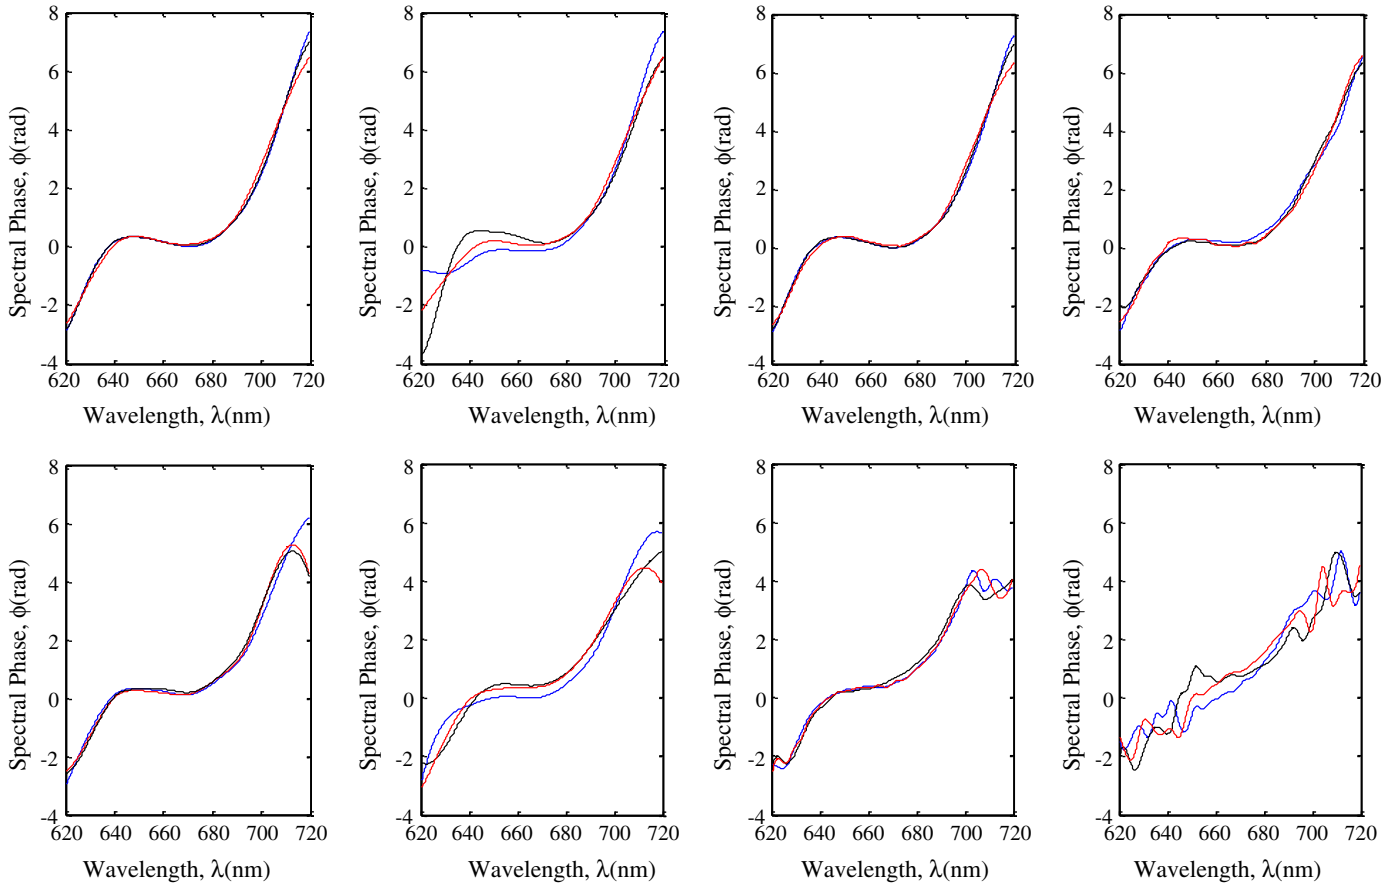 8 8 8 8
6 6 6 6
4 4 4 4
2 2 2 2
0 0 0 0
-2 -2 -2 -2
-4 -4 -4 -4
Spectral Phase, ϕ(rad) Spectral Phase, ϕ(rad) Spectral Phase, ϕ(rad) Spectral Phase, ϕ(rad)
620 640 660 680 700 720 620 640 660 680 700 720 620 640 660 680 700 720 620 640 660 680 700 720
Wavelength, λ(nm) Wavelength, λ(nm) Wavelength, λ(nm) Wavelength, λ(nm)
8 8 8 8
6 6 6 6
4 4 4 4
2 2 2 2
0 0 0 0
-2 -2 -2 -2
-4 -4 -4 -4
Spectral Phase, ϕ(rad) Spectral Phase, ϕ(rad) Spectral Phase, ϕ(rad) Spectral Phase, ϕ(rad)
620 640 660 680 700 720 620 640 660 680 700 720 620 640 660 680 700 720 620 640 660 680 700 720
Wavelength, λ(nm) Wavelength, λ(nm) Wavelength, λ(nm) Wavelength, λ(nm)